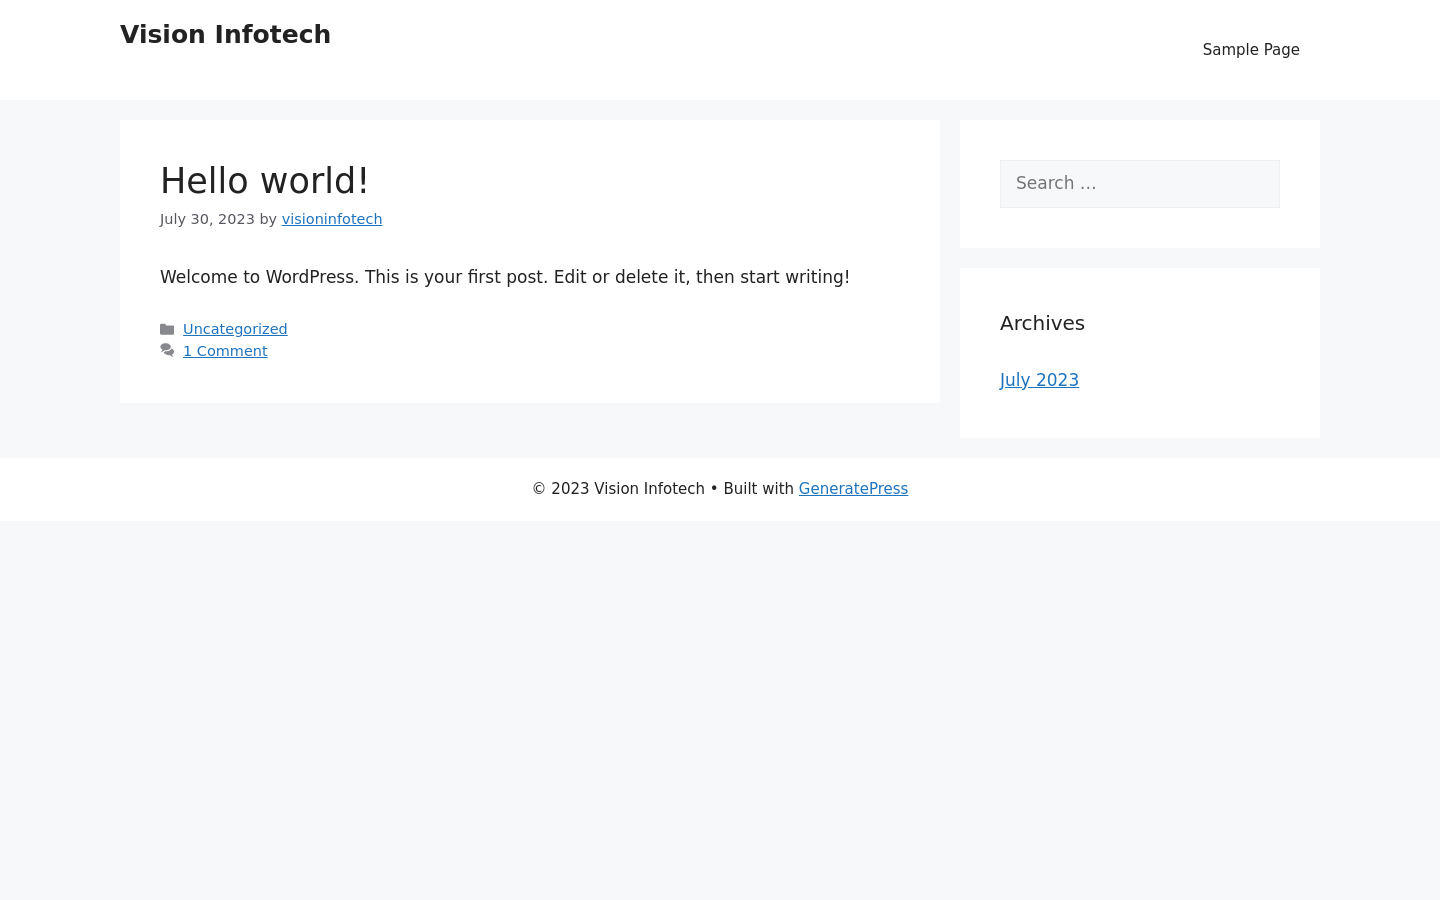 Vision Infotech
Sample Page
Hello world!
July 30, 2023 by visioninfotech
Welcome to WordPress. This is your first post. Edit or delete it, then start writing!
Uncategorized
1 Comment
Search …
Archives
July 2023
© 2023 Vision Infotech • Built with GeneratePress